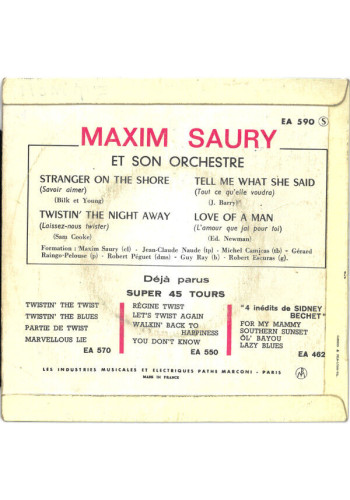 EA 590 S
MAXIM SAURY
ET SON ORCHESTRE
STRANGER ON THE SHORE
(Savoir aimer)
(Bilk et Young)
TWISTIN' THE NIGHT AWAY
(Laissez-nous twister)
(Sam Cooke)
TELL ME WHAT SHE SAID
(Tout ce qu'elle voudra)
(J. Barry)
LOVE OF A MAN
(L'amour que j'ai pour toi)
(Ed. Newman)
Formation : Maxim Saury (cl) - Jean-Claude Naude (tp) Michel Camicas (tb) - Gérard
Raingo-Pelouse (p) - Robert Péguet (dms) - Guy Ray (b) - Robert Escuras (g).
Déjà parus
SUPER 45 TOURS
TWISTIN' THE TWIST
TWISTIN' THE BLUES
PARTIE DE TWIST
MARVELLOUS LIE
EA 570
RÉGINE TWIST
LET'S TWIST AGAIN
WALKIN' BACK TO
HAPPINESS
YOU DON'T KNOW
EA 550
"4 inédits de SIDNEY
BECHET"
FOR MY MAMMY
SOUTHERN SUNSET
OL' BAYOU
LAZY BLUES
EA 462
LES INDUSTRIES MUSICALES ET ELECTRIQUES PATHE MARCONI - PARIS
MADE IN FRANCE